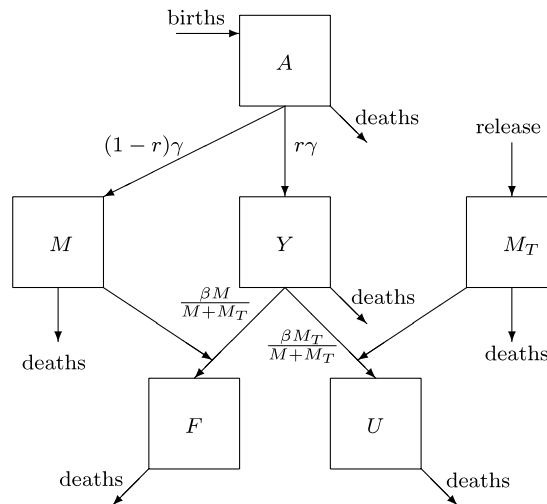 births
A
deaths
(1 − r)γ
rγ
release
M
Y
M_T
deaths
βM / M+M_T
βM_T / M+M_T
deaths
deaths
F
U
deaths
deaths